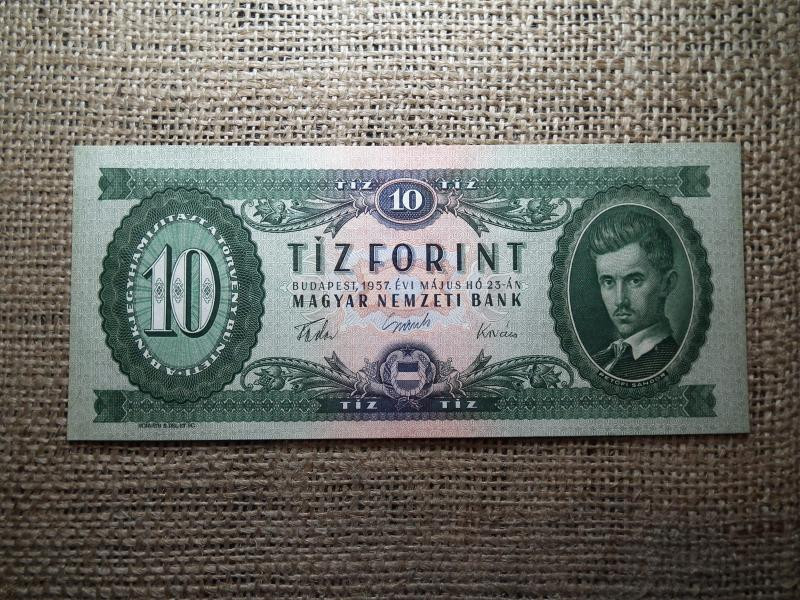 TÍZ 10 TÍZ
TÍZ FORINT
BUDAPEST, 1957. ÉVI MÁJUS HÓ 23-ÁN
MAGYAR NEMZETI BANK
Kovács
10
A BANKJEGYHAMISÍTÁST A TÖRVÉNY BÜNTETI
PETŐFI SÁNDOR
TÍZ TÍZ